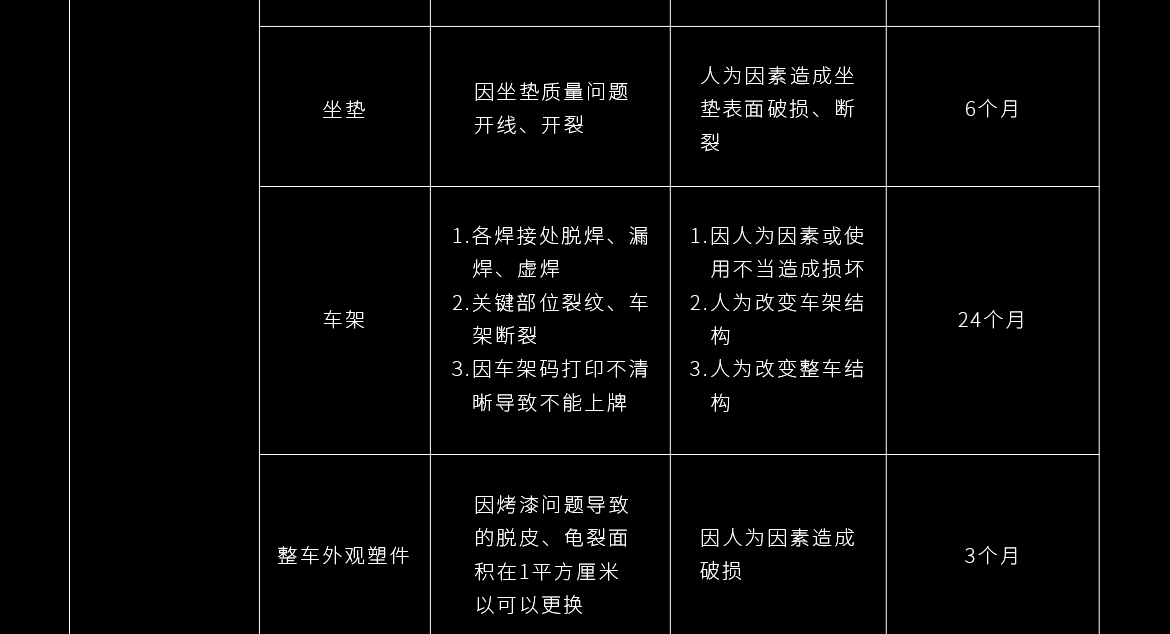 坐垫
因坐垫质量问题
开线、开裂
人为因素造成坐
垫表面破损、断
裂
6个月
车架
1.各焊接处脱焊、漏
焊、虚焊
2.关键部位裂纹、车
架断裂
3.因车架码打印不清
晰导致不能上牌
1.因人为因素或使
用不当造成损坏
2.人为改变车架结
构
3.人为改变整车结
构
24个月
整车外观塑件
因烤漆问题导致
的脱皮、龟裂面
积在1平方厘米
以可以更换
因人为因素造成
破损
3个月